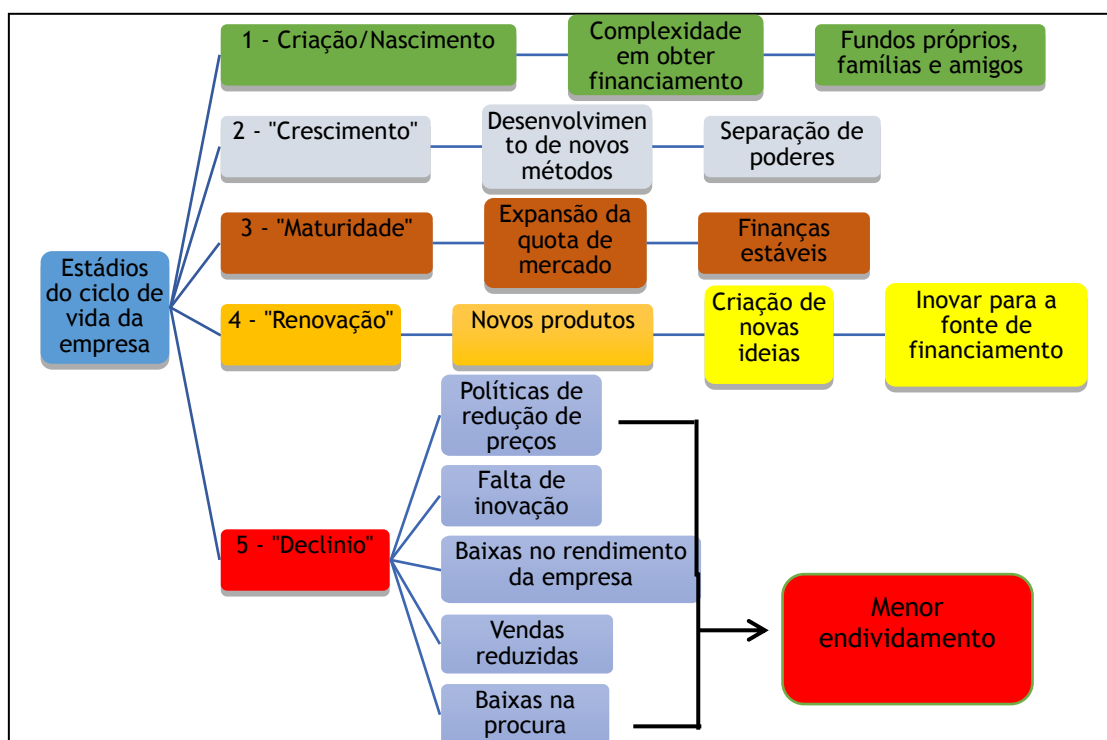 1 - Criação/Nascimento
Complexidade
em obter
financiamento
Fundos próprios,
famílias e amigos
2 - "Crescimento"
Desenvolvimen
to de novos
métodos
Separação de
poderes
3 - "Maturidade"
Expansão da
quota de
mercado
Finanças
estáveis
Estádios
do ciclo de
vida da
empresa
4 - "Renovação"
Novos produtos
Criação de
novas
ideias
Inovar para a
fonte de
financiamento
Políticas de
redução de
preços
Falta de
inovação
5 - "Declinio"
Baixas no rendimento
da empresa
Vendas
reduzidas
Baixas na
procura
Menor
endividamento